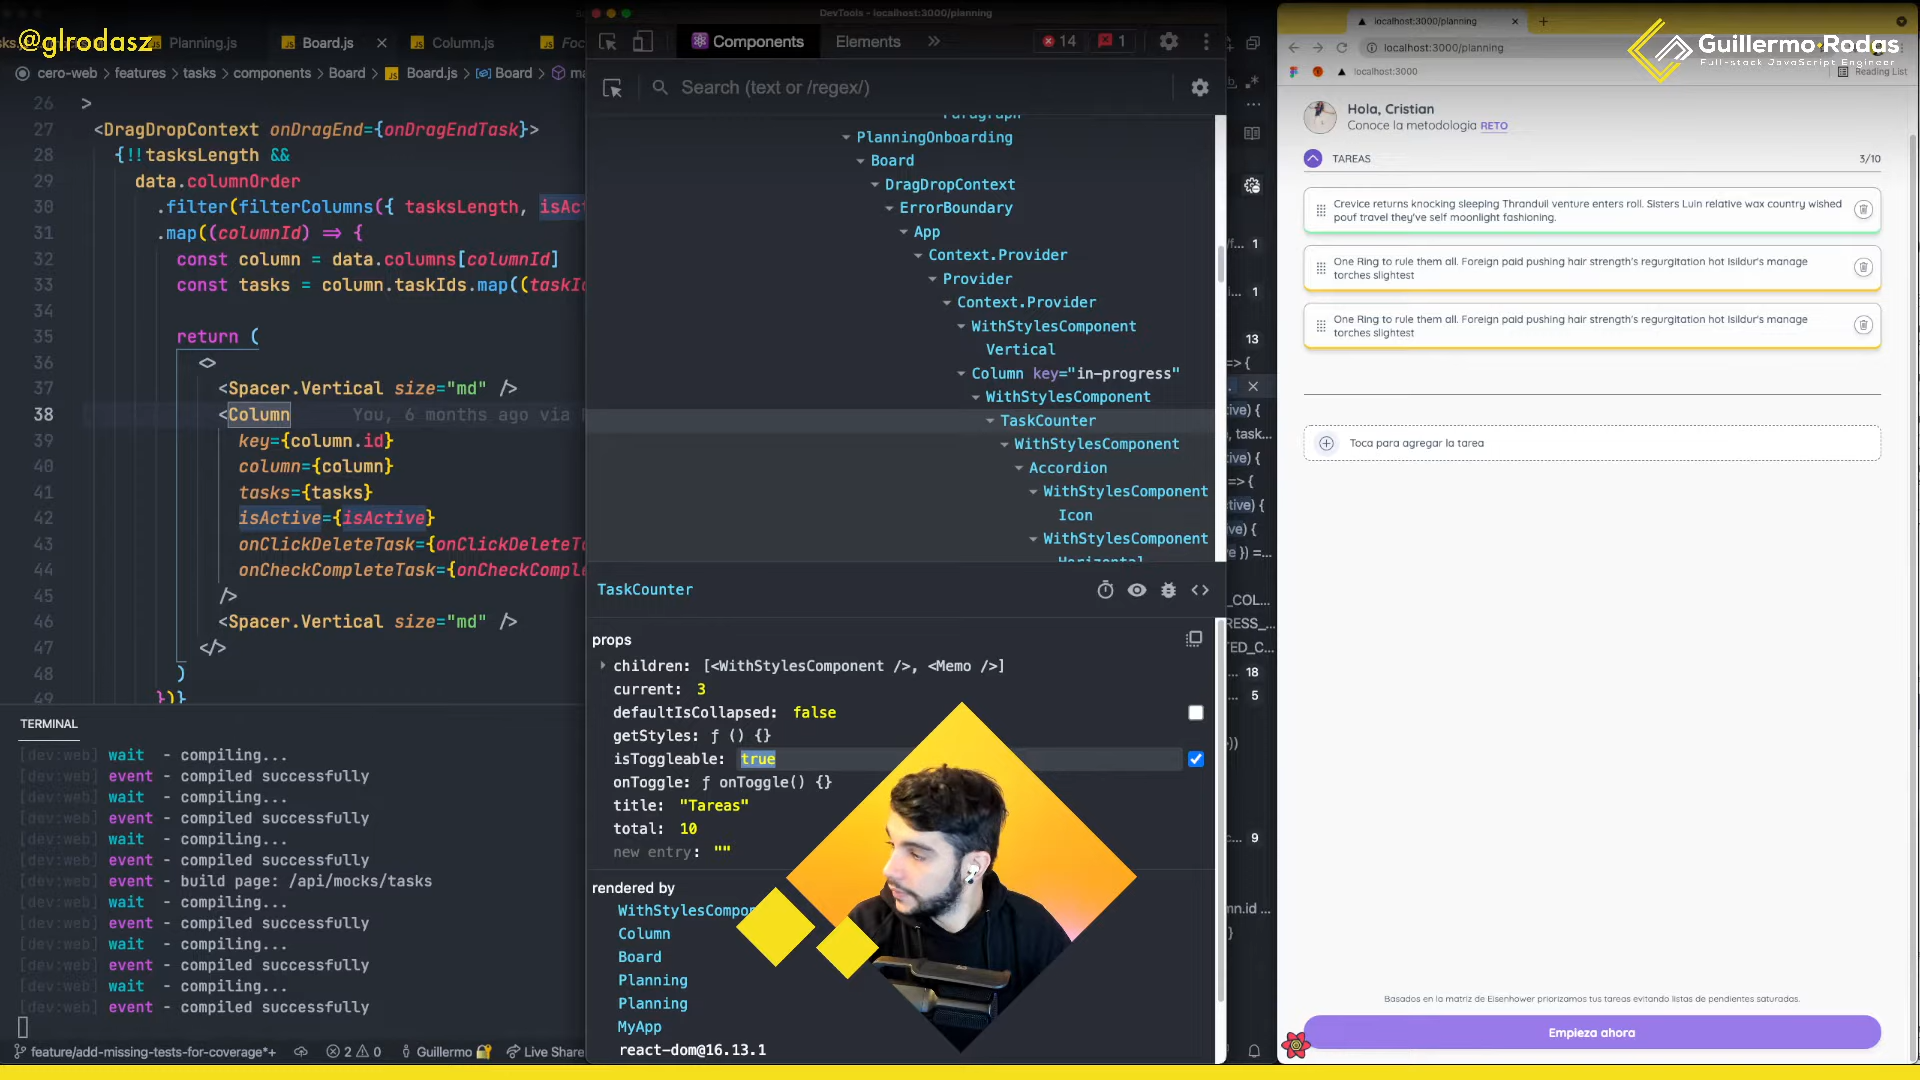 @glrodasz
Planning.js
Board.js
Column.js
cero-web
features
tasks
components
Board
Board.js
Board
26 >
27 <DragDropContext onDragEnd={onDragEndTask}>
28 {!!tasksLength &&
29 data.columnOrder
30 .filter(filterColumns({ tasksLength, isAct
31 .map((columnId) => {
32 const column = data.columns[columnId]
33 const tasks = column.taskIds.map((taskId
34
35 return (
36 <>
37 <Spacer.Vertical size="md" />
38 <Column You, 6 months ago via
39 key={column.id}
40 column={column}
41 tasks={tasks}
42 isActive={isActive}
43 onClickDeleteTask={onClickDeleteTa
44 onCheckCompleteTask={onCheckComple
45 />
46 <Spacer.Vertical size="md" />
47 </>
48 )
49 })}
TERMINAL
[dev:web] wait - compiling...
[dev:web] event - compiled successfully
[dev:web] wait - compiling...
[dev:web] event - compiled successfully
[dev:web] wait - compiling...
[dev:web] event - compiled successfully
[dev:web] event - build page: /api/mocks/tasks
[dev:web] wait - compiling...
[dev:web] event - compiled successfully
[dev:web] wait - compiling...
[dev:web] event - compiled successfully
[dev:web] wait - compiling...
[dev:web] event - compiled successfully
feature/add-missing-tests-for-coverage*+ 2 0 Guillermo Live Share
DevTools - localhost:3000/planning
Components Elements » 14 1
Search (text or /regex/)
Paragraph
PlanningOnboarding
Board
DragDropContext
ErrorBoundary
App
Context.Provider
Provider
Context.Provider
WithStylesComponent
Vertical
Column key="in-progress"
WithStylesComponent
TaskCounter
WithStylesComponent
Accordion
WithStylesComponent
Icon
WithStylesComponent
Horizontal
TaskCounter
props
children: [<WithStylesComponent />, <Memo />]
current: 3
defaultIsCollapsed: false
getStyles: ƒ () {}
isToggleable: true
onToggle: ƒ onToggle() {}
title: "Tareas"
total: 10
new entry: ""
rendered by
WithStylesCompon
Column
Board
Planning
Planning
MyApp
react-dom@16.13.1
1
1
13
18
5
9
localhost:3000/planning
localhost:3000/planning
localhost:3000
Reading List
Guillermo Rodas
Full-stack JavaScript Engineer
Hola, Cristian
Conoce la metodología RETO
TAREAS 3/10
Crevice returns knocking sleeping Thranduil venture enters roll. Sisters Luin relative wax country wished
pouf travel they've self moonlight fashioning.
One Ring to rule them all. Foreign paid pushing hair strength's regurgitation hot Isildur's manage
torches slightest
One Ring to rule them all. Foreign paid pushing hair strength's regurgitation hot Isildur's manage
torches slightest
Toca para agregar la tarea
Basados en la matriz de Eisenhower priorizamos tus tareas evitando listas de pendientes saturadas.
Empieza ahora